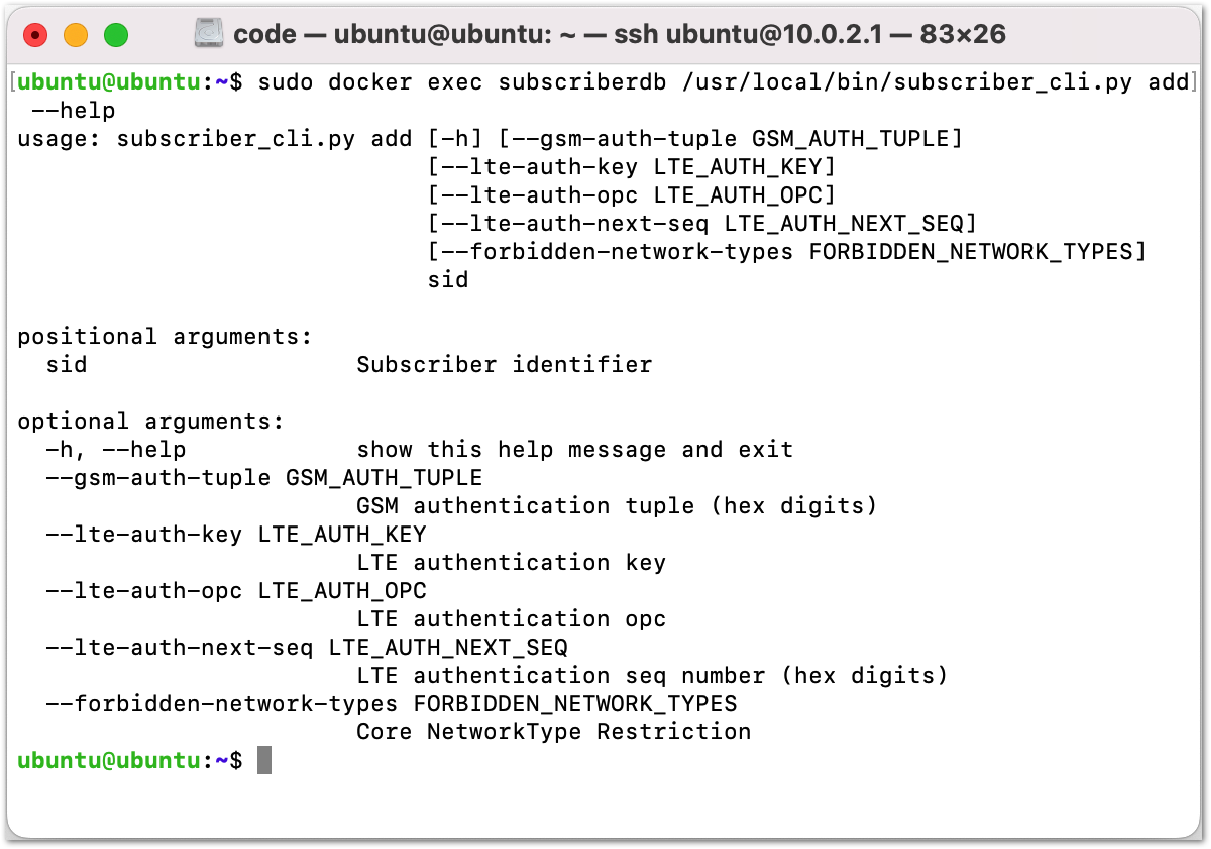 code — ubuntu@ubuntu: ~ — ssh ubuntu@10.0.2.1 — 83×26
[ubuntu@ubuntu:~$ sudo docker exec subscriberdb /usr/local/bin/subscriber_cli.py add]
 --help
usage: subscriber_cli.py add [-h] [--gsm-auth-tuple GSM_AUTH_TUPLE]
                             [--lte-auth-key LTE_AUTH_KEY]
                             [--lte-auth-opc LTE_AUTH_OPC]
                             [--lte-auth-next-seq LTE_AUTH_NEXT_SEQ]
                             [--forbidden-network-types FORBIDDEN_NETWORK_TYPES]
                             sid

positional arguments:
  sid                   Subscriber identifier

optional arguments:
  -h, --help            show this help message and exit
  --gsm-auth-tuple GSM_AUTH_TUPLE
                        GSM authentication tuple (hex digits)
  --lte-auth-key LTE_AUTH_KEY
                        LTE authentication key
  --lte-auth-opc LTE_AUTH_OPC
                        LTE authentication opc
  --lte-auth-next-seq LTE_AUTH_NEXT_SEQ
                        LTE authentication seq number (hex digits)
  --forbidden-network-types FORBIDDEN_NETWORK_TYPES
                        Core NetworkType Restriction
ubuntu@ubuntu:~$